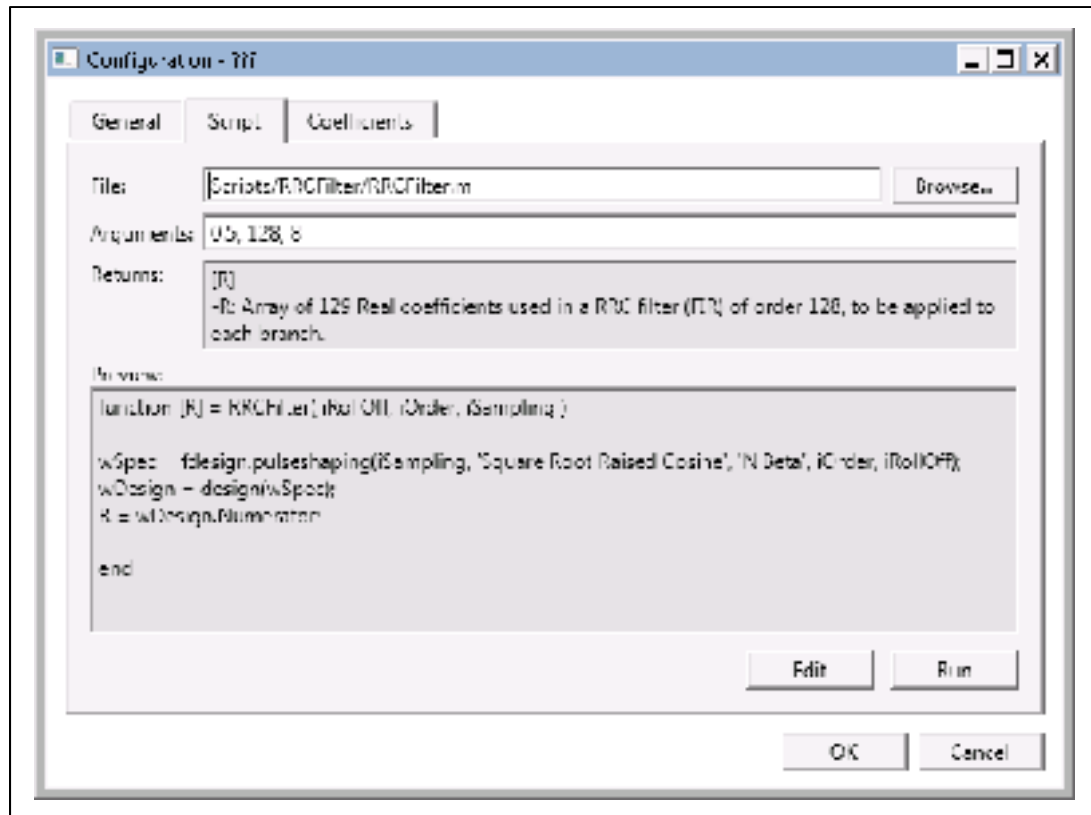 Configuration - ???
General Script Coefficients
File: Scripts/RRCFilter/RRCFilter.m Browse...
Arguments: 0.5, 128, 8
Returns: [R]
-R: Array of 129 Real coefficients used in a RRC filter (FIR) of order 128, to be applied to
each branch.
Preview:
function [R] = RRCFilter( iRollOff, iOrder, iSampling )
wSpec = fdesign.pulseshaping(iSampling, 'Square Root Raised Cosine', 'N,Beta', iOrder, iRollOff);
wDesign = design(wSpec);
R = wDesign.Numerator;
end
Edit Run
OK Cancel